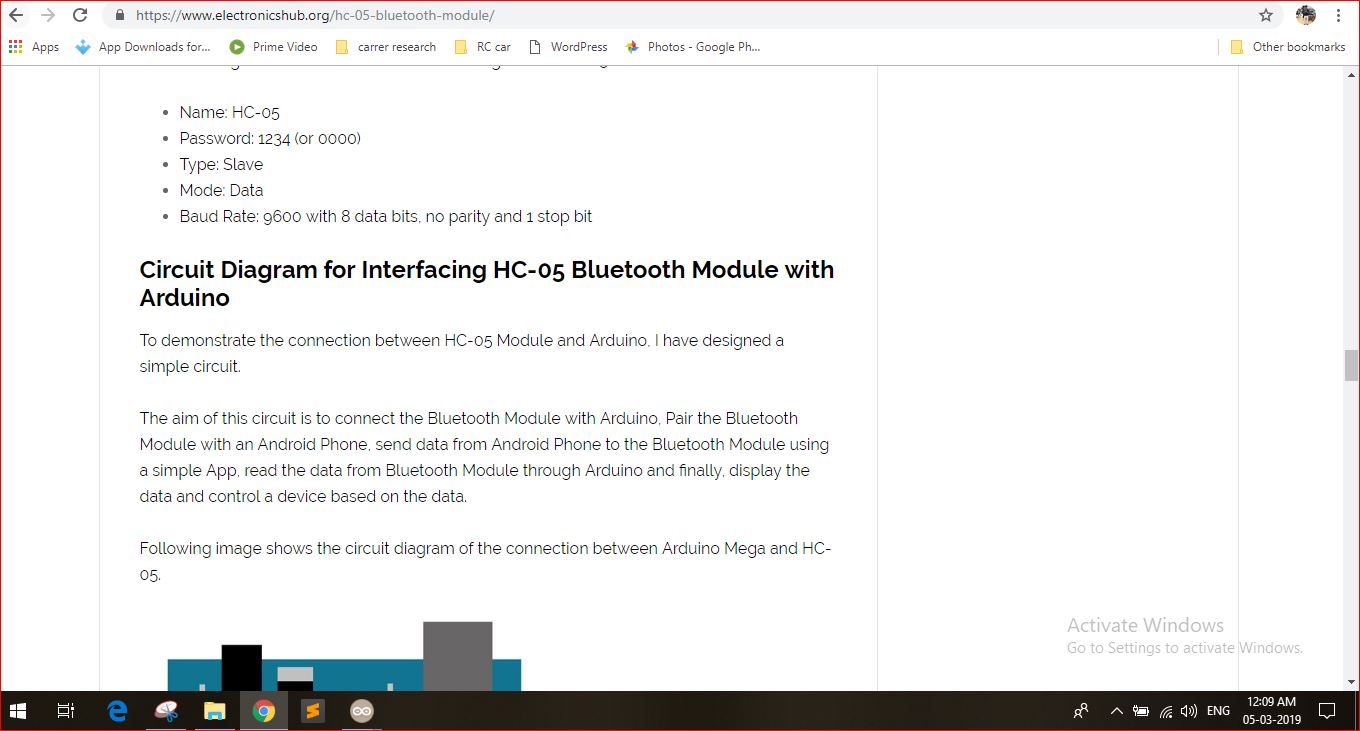 https://www.electronicshub.org/hc-05-bluetooth-module/
Apps App Downloads for... Prime Video carrer research RC car WordPress Photos - Google Ph... Other bookmarks
Name: HC-05
Password: 1234 (or 0000)
Type: Slave
Mode: Data
Baud Rate: 9600 with 8 data bits, no parity and 1 stop bit
Circuit Diagram for Interfacing HC-05 Bluetooth Module with
Arduino
To demonstrate the connection between HC-05 Module and Arduino, I have designed a
simple circuit.
The aim of this circuit is to connect the Bluetooth Module with Arduino, Pair the Bluetooth
Module with an Android Phone, send data from Android Phone to the Bluetooth Module using
a simple App, read the data from Bluetooth Module through Arduino and finally, display the
data and control a device based on the data.
Following image shows the circuit diagram of the connection between Arduino Mega and HC-
05.
Activate Windows
Go to Settings to activate Windows.
ENG
12:09 AM
05-03-2019